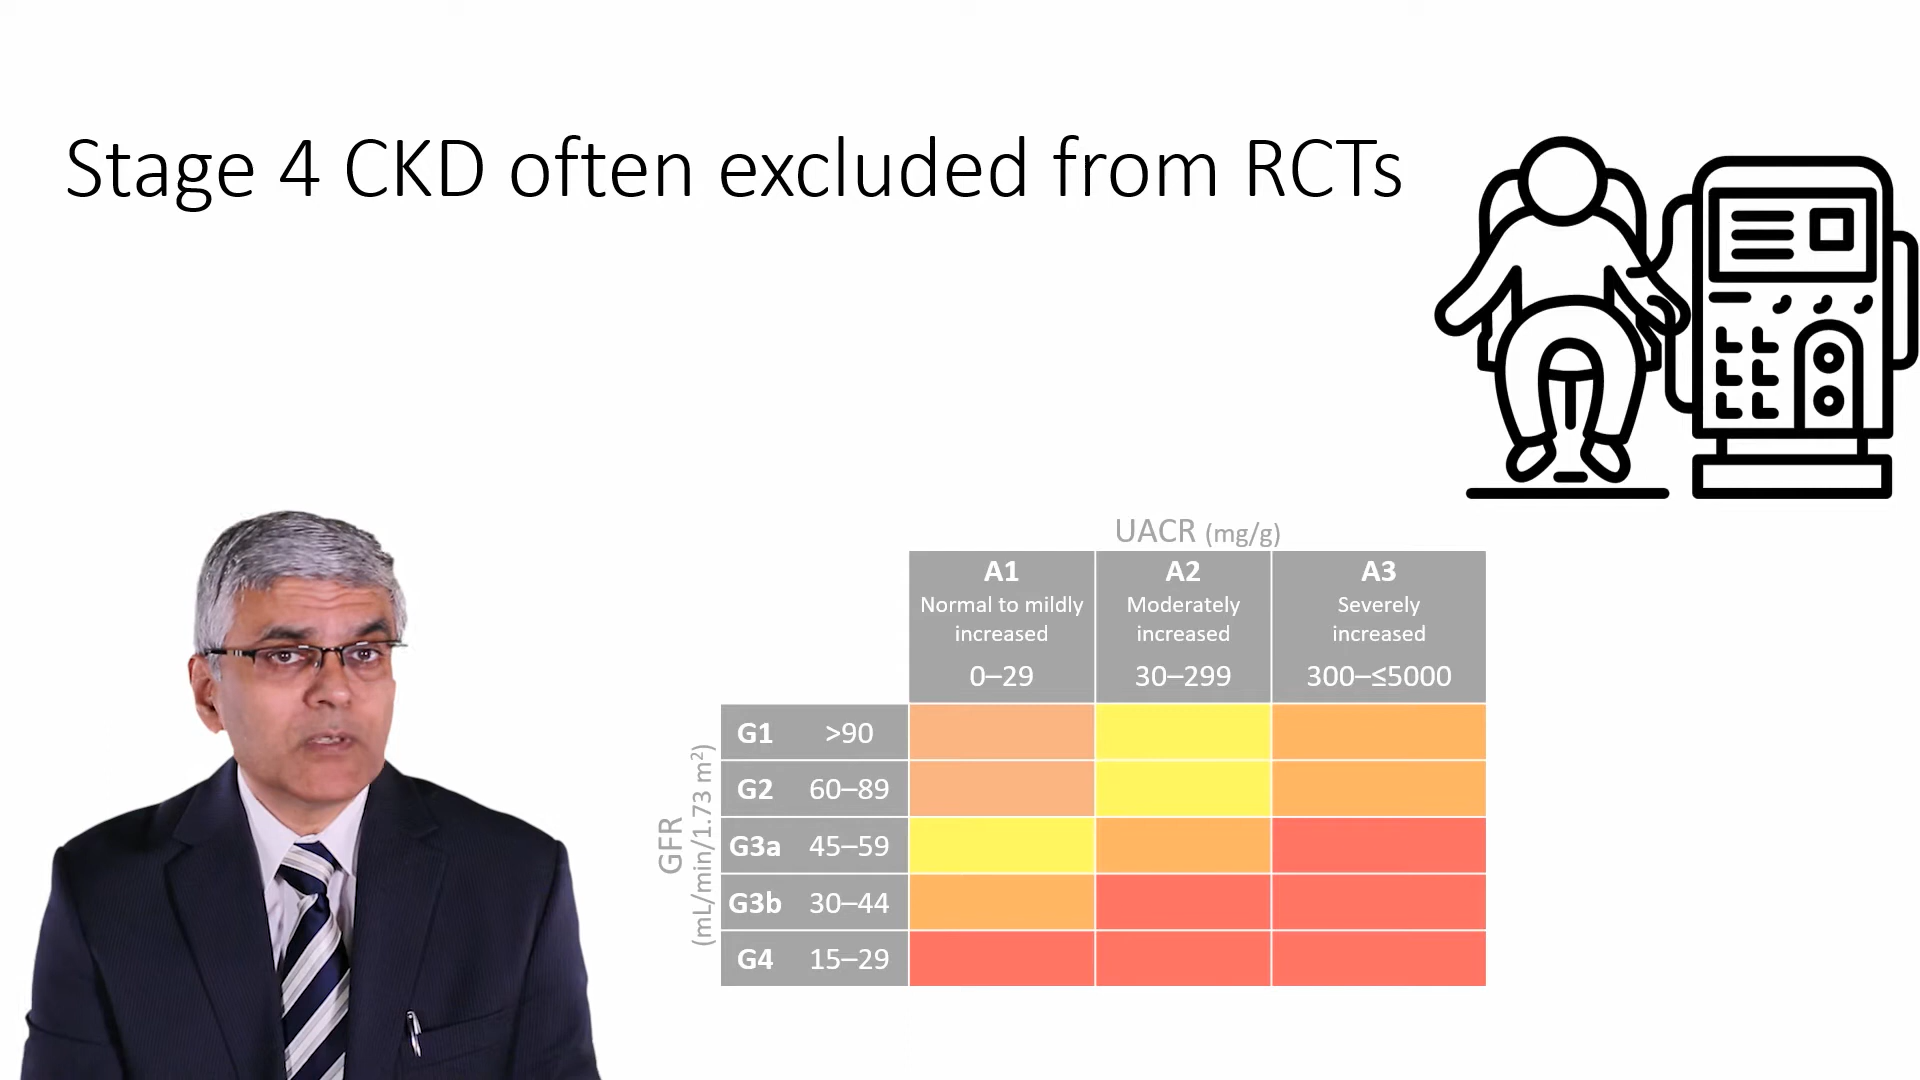 Stage 4 CKD often excluded from RCTs
UACR (mg/g)
A1
Normal to mildly
increased
0–29
A2
Moderately
increased
30–299
A3
Severely
increased
300–≤5000
GFR
(mL/min/1.73 m²)
G1 >90
G2 60–89
G3a 45–59
G3b 30–44
G4 15–29